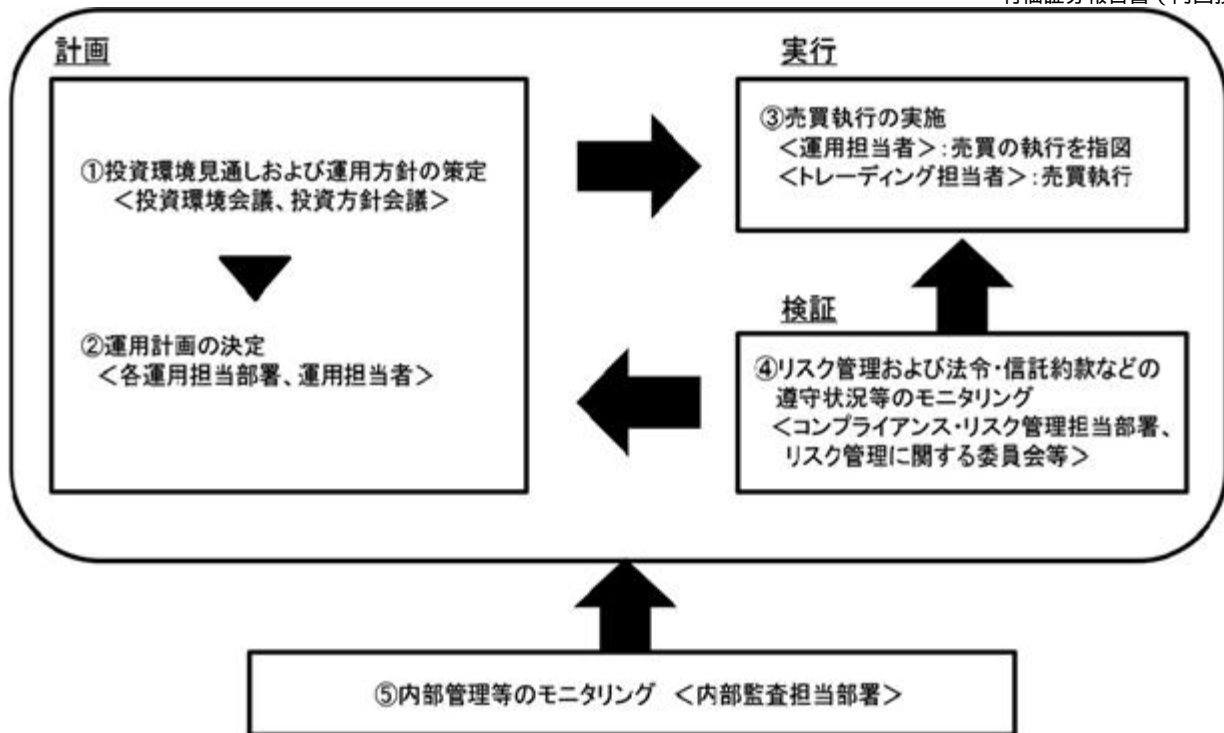 計画
①投資環境見通しおよび運用方針の策定
＜投資環境会議、投資方針会議＞
②運用計画の決定
＜各運用担当部署、運用担当者＞
実行
③売買執行の実施
＜運用担当者＞：売買の執行を指図
＜トレーディング担当者＞：売買執行
検証
④リスク管理および法令・信託約款などの
遵守状況等のモニタリング
＜コンプライアンス・リスク管理担当部署、
リスク管理に関する委員会等＞
⑤内部管理等のモニタリング ＜内部監査担当部署＞